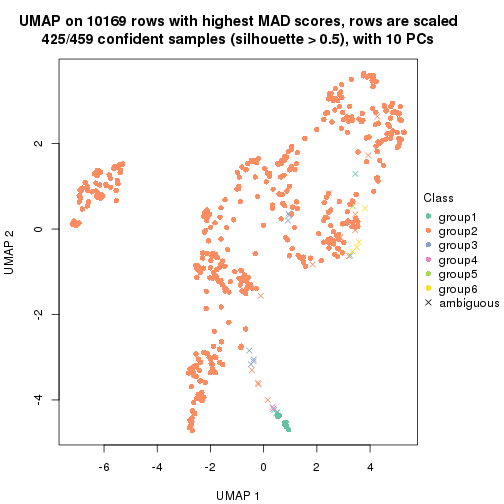 UMAP on 10169 rows with highest MAD scores, rows are scaled
425/459 confident samples (silhouette > 0.5), with 10 PCs
Class
group1
group2
group3
group4
group5
group6
ambiguous
UMAP 2
2
0
-2
-4
-6
-4
-2
0
2
4
UMAP 1